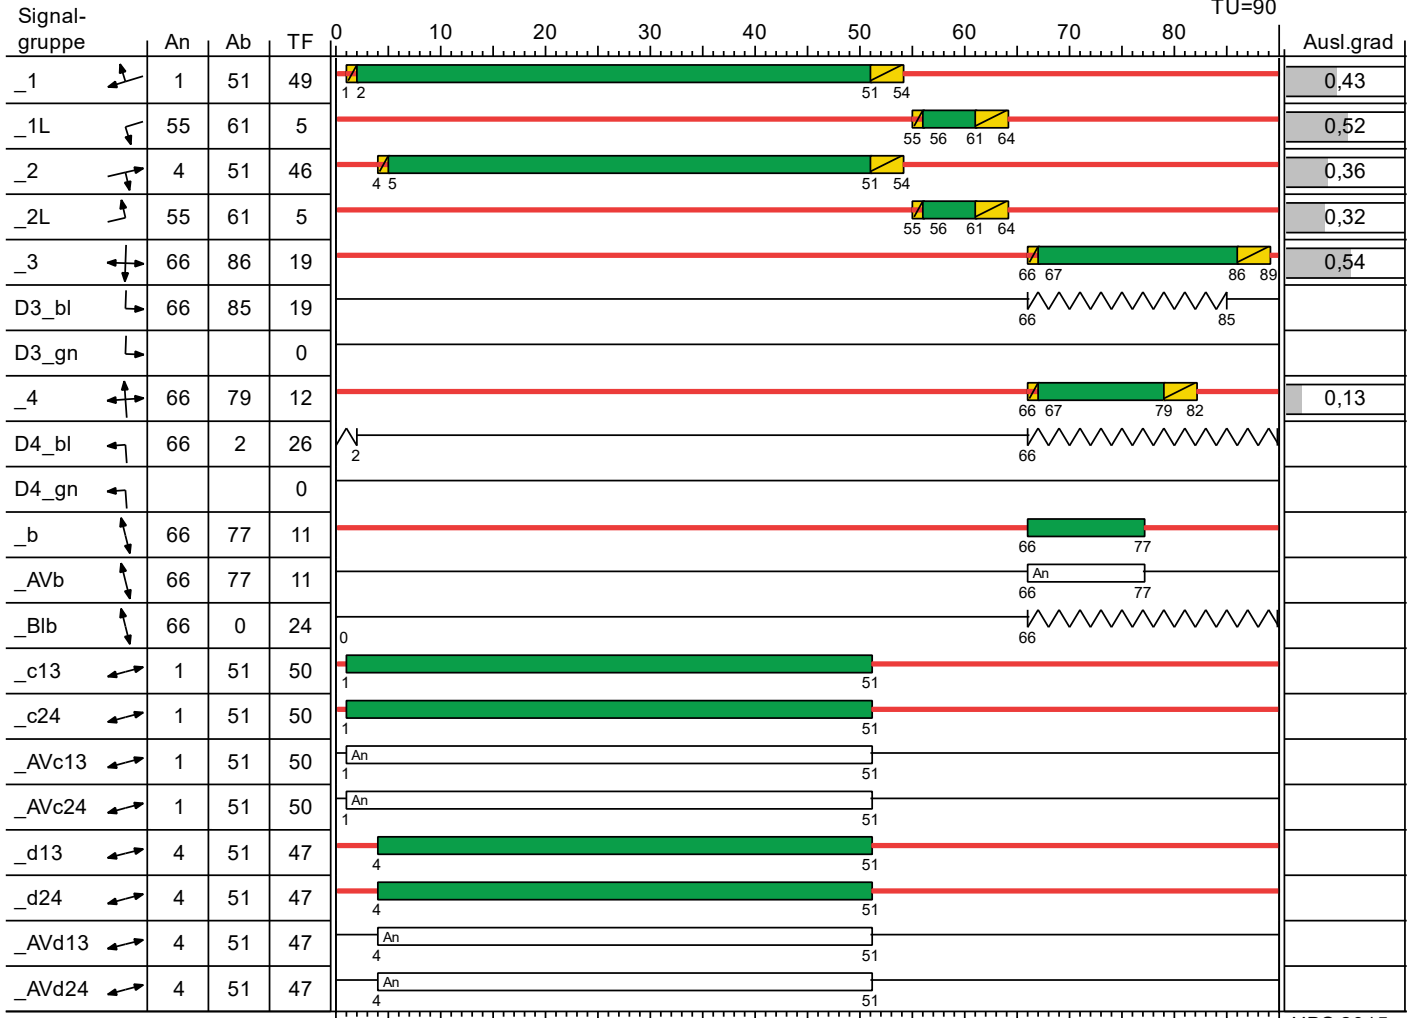 TU=90
Signal-
gruppe An Ab TF 0 10 20 30 40 50 60 70 80 Ausl.grad
_1 1 51 49 0,43
1 2 51 54
_1L 55 61 5 0,52
55 56 61 64
_2 4 51 46 0,36
4 5 51 54
_2L 55 61 5 0,32
55 56 61 64
_3 66 86 19 0,54
66 67 86 89
D3_bl 66 85 19
66 85
D3_gn 0
_4 66 79 12 0,13
66 67 79 82
D4_bl 66 2 26
2 66
D4_gn 0
_b 66 77 11
66 77
_AVb 66 77 11 An
66 77
_Blb 66 0 24
0 66
_c13 1 51 50
1 51
_c24 1 51 50
1 51
_AVc13 1 51 50 An
1 51
_AVc24 1 51 50 An
1 51
_d13 4 51 47
4 51
_d24 4 51 47
4 51
_AVd13 4 51 47 An
4 51
_AVd24 4 51 47 An
4 51